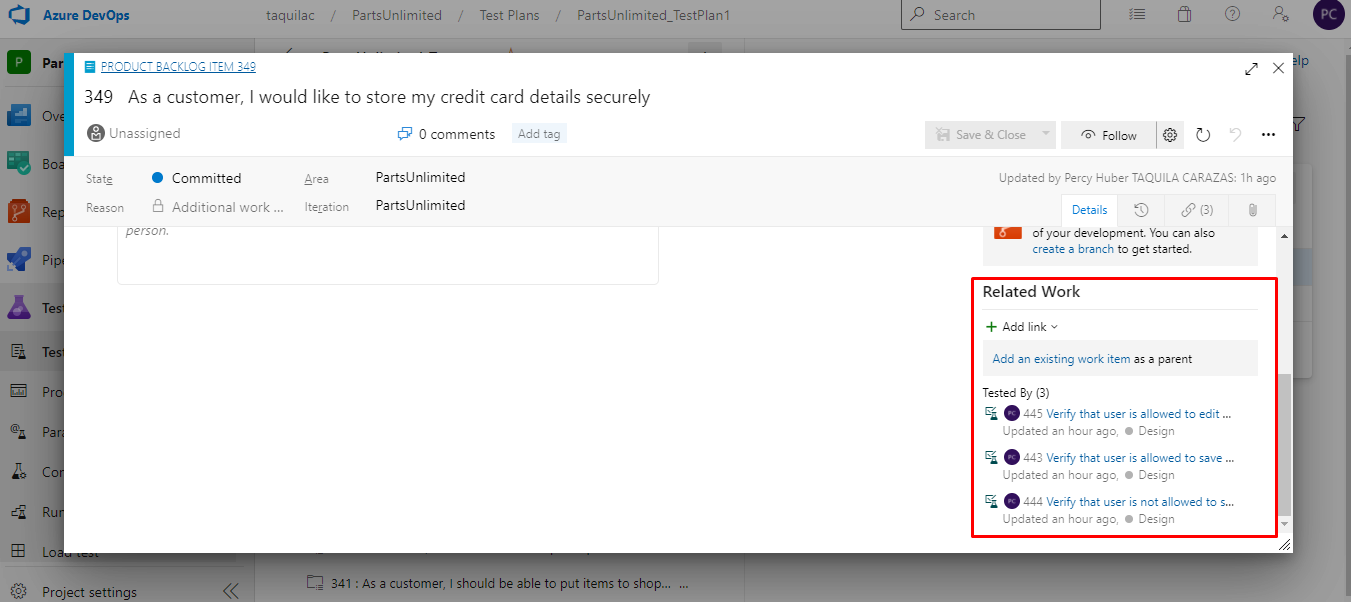 Azure DevOps
taquilac / PartsUnlimited / Test Plans / PartsUnlimited_TestPlan1
Search
PC
P Par
elp
PRODUCT BACKLOG ITEM 349
349 As a customer, I would like to store my credit card details securely
Unassigned
0 comments
Add tag
Save & Close
Follow
State
Committed
Area
PartsUnlimited
Updated by Percy Huber TAQUILA CARAZAS: 1h ago
Reason
Additional work ...
Iteration
PartsUnlimited
Details
(3)
person.
of your development. You can also
create a branch to get started.
Related Work
+ Add link
Add an existing work item as a parent
Tested By (3)
PC 445 Verify that user is allowed to edit ...
Updated an hour ago, Design
PC 443 Verify that user is allowed to save ...
Updated an hour ago, Design
PC 444 Verify that user is not allowed to s...
Updated an hour ago, Design
Ove
Boa
Rep
Pipe
Test
Test
Pro
Para
Con
Run
Load test
Project settings
341 : As a customer, I should be able to put items to shop... ...